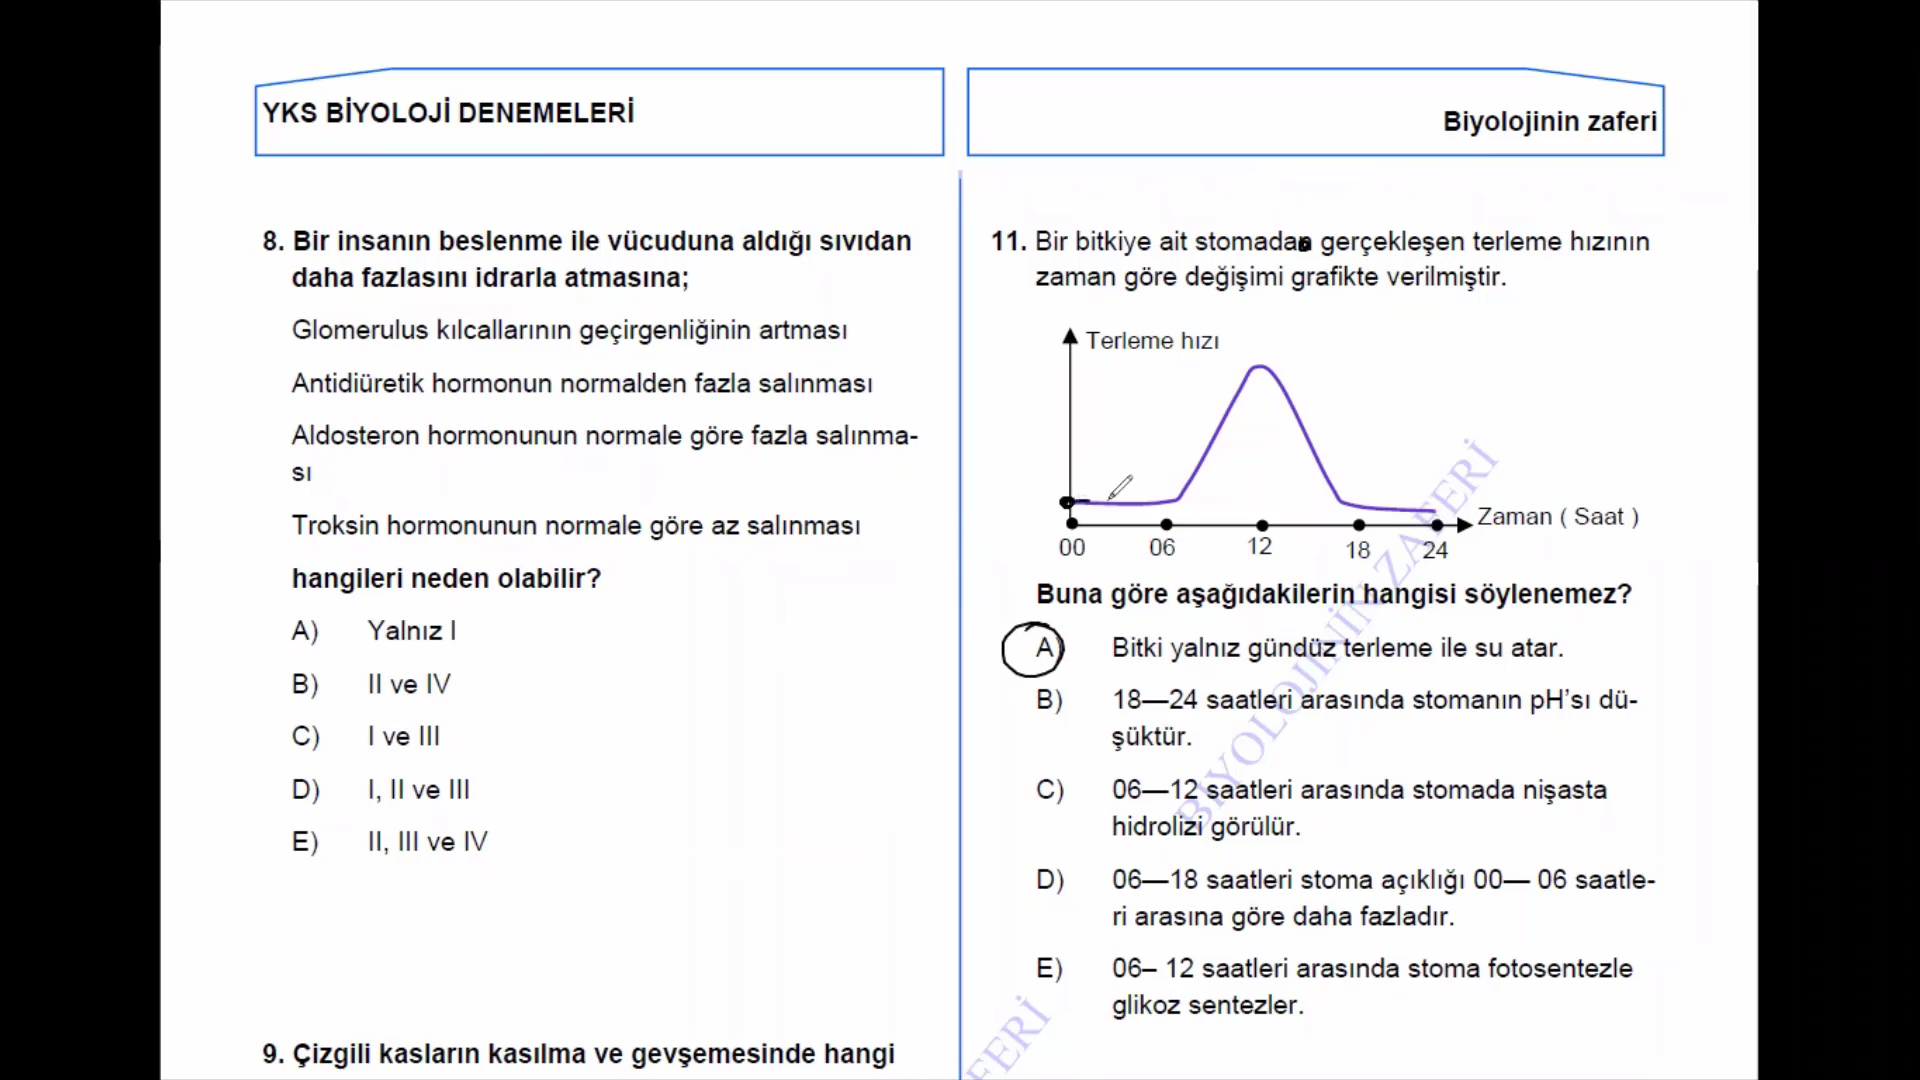 YKS BİYOLOJİ DENEMELERİ
Biyolojinin zaferi
8. Bir insanın beslenme ile vücuduna aldığı sıvıdan
daha fazlasını idrarla atmasına;
Glomerulus kılcallarının geçirgenliğinin artması
Antidiüretik hormonun normalden fazla salınması
Aldosteron hormonunun normale göre fazla salınma-
sı
Troksin hormonunun normale göre az salınması
hangileri neden olabilir?
A) Yalnız I
B) II ve IV
C) I ve III
D) I, II ve III
E) II, III ve IV
9. Çizgili kasların kasılma ve gevşemesinde hangi
11. Bir bitkiye ait stomadan gerçekleşen terleme hızının
zaman göre değişimi grafikte verilmiştir.
Terleme hızı
Zaman ( Saat )
00 06 12 18 24
Buna göre aşağıdakilerin hangisi söylenemez?
A) Bitki yalnız gündüz terleme ile su atar.
B) 18—24 saatleri arasında stomanın pH’sı dü-
şüktür.
C) 06—12 saatleri arasında stomada nişasta
hidrolizi görülür.
D) 06—18 saatleri stoma açıklığı 00— 06 saatle-
ri arasına göre daha fazladır.
E) 06– 12 saatleri arasında stoma fotosentezle
glikoz sentezler.
BİYOLOJİNİN ZAFERİ
FERİ